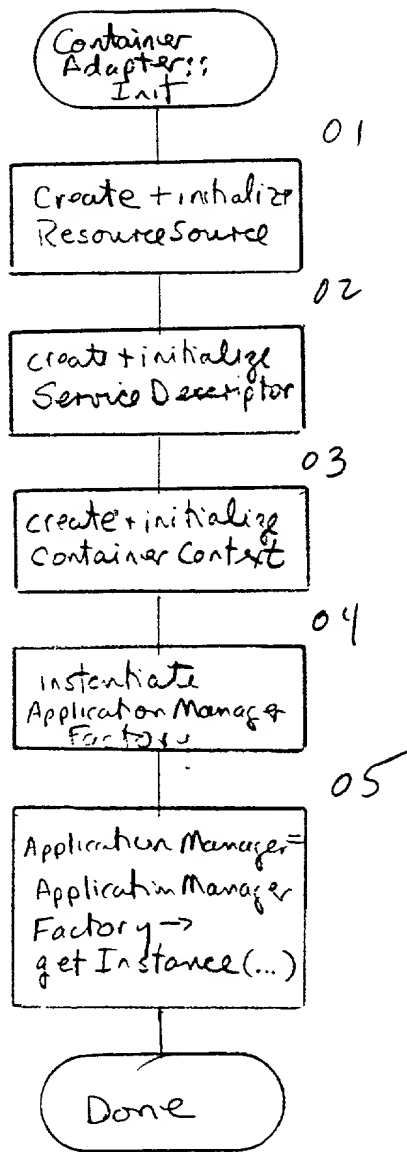 Container
Adapter::
Init
01
Create + initialize
ResourceSource
02
create + initialize
Service Descriptor
03
create + initialize
Container Context
04
instantiate
Application Manager
Factory
05
Application Manager =
Application Manager
Factory →
get Instance (...)
Done